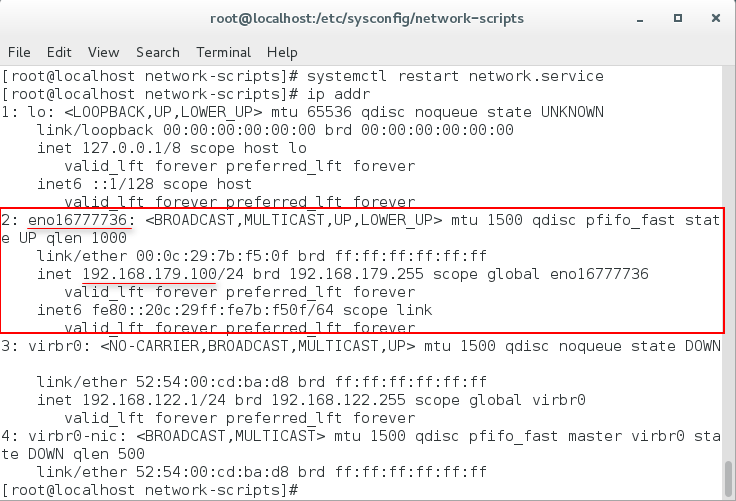 root@localhost:/etc/sysconfig/network-scripts
File Edit View Search Terminal Help
[root@localhost network-scripts]# systemctl restart network.service
[root@localhost network-scripts]# ip addr
1: lo: <LOOPBACK,UP,LOWER_UP> mtu 65536 qdisc noqueue state UNKNOWN
    link/loopback 00:00:00:00:00:00 brd 00:00:00:00:00:00
    inet 127.0.0.1/8 scope host lo
       valid_lft forever preferred_lft forever
    inet6 ::1/128 scope host
       valid_lft forever preferred_lft forever
2: eno16777736: <BROADCAST,MULTICAST,UP,LOWER_UP> mtu 1500 qdisc pfifo_fast stat
e UP qlen 1000
    link/ether 00:0c:29:7b:f5:0f brd ff:ff:ff:ff:ff:ff
    inet 192.168.179.100/24 brd 192.168.179.255 scope global eno16777736
       valid_lft forever preferred_lft forever
    inet6 fe80::20c:29ff:fe7b:f50f/64 scope link
       valid_lft forever preferred_lft forever
3: virbr0: <NO-CARRIER,BROADCAST,MULTICAST,UP> mtu 1500 qdisc noqueue state DOWN
    link/ether 52:54:00:cd:ba:d8 brd ff:ff:ff:ff:ff:ff
    inet 192.168.122.1/24 brd 192.168.122.255 scope global virbr0
       valid_lft forever preferred_lft forever
4: virbr0-nic: <BROADCAST,MULTICAST> mtu 1500 qdisc pfifo_fast master virbr0 sta
te DOWN qlen 500
    link/ether 52:54:00:cd:ba:d8 brd ff:ff:ff:ff:ff:ff
[root@localhost network-scripts]#